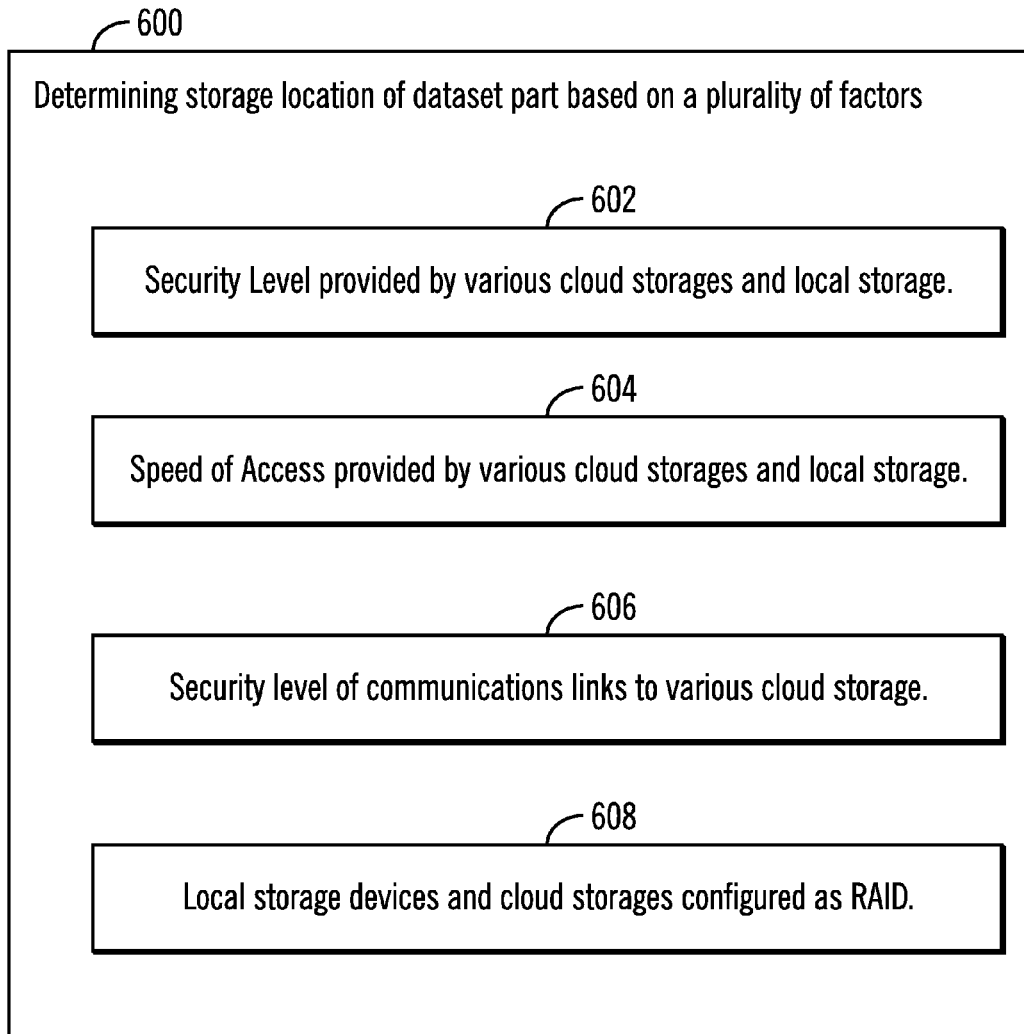 600
Determining storage location of dataset part based on a plurality of factors
602
Security Level provided by various cloud storages and local storage.
604
Speed of Access provided by various cloud storages and local storage.
606
Security level of communications links to various cloud storage.
608
Local storage devices and cloud storages configured as RAID.